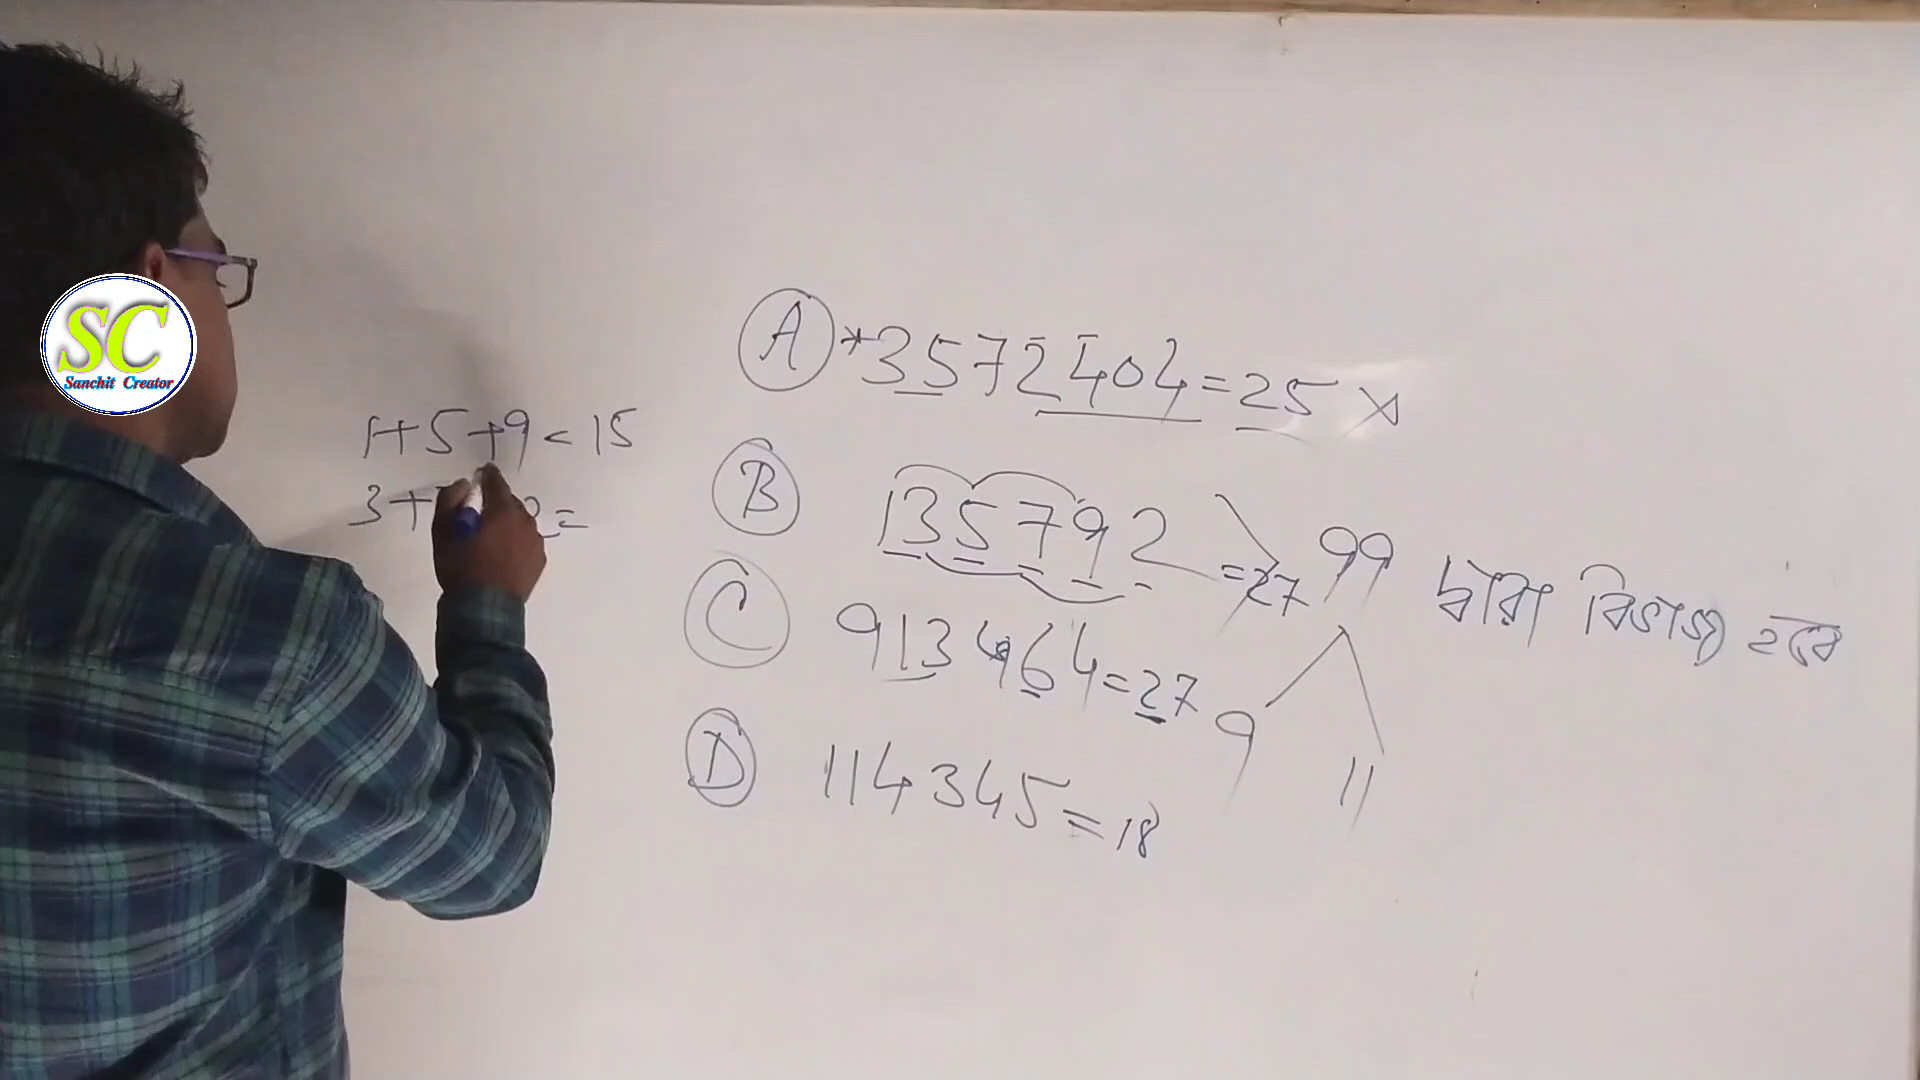 SC
Sanchit Creator
1+5+9=15
3+ 2=
A *3572404=25 ×
B 135792 =27
99 দ্বারা বিভাজ্য হবে
C 913464=27
9 11
D 114345=18